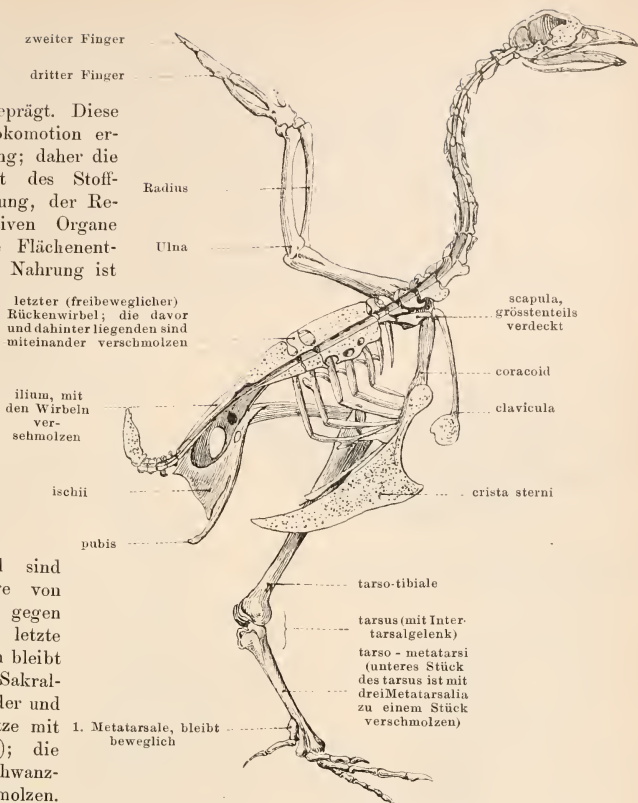 zweiter Finger
dritter Finger
eprägt. Diese
okomotion er-
ng; daher die
t des Stoff-
ung, der Re-
iven Organe
Flächenent-
Nahrung ist
Radius
Ulna
letzter (freibeweglicher)
Rückenwirbel; die davor
und dahinter liegenden sind
miteinander verschmolzen
ilium, mit
den Wirbeln
ver-
schmolzen
ischii
pubis
scapula,
grösstenteils
verdeckt
coracoid
clavicula
crista sterni
tarso-tibiale
tarsus (mit Inter-
tarsalgelenk)
tarso - metatarsi
(unteres Stück
des tarsus ist mit
drei Metatarsalia
zu einem Stück
verschmolzen)
sind
e von
gegen
letzte
bleibt
Sakral-
der und
ze mit
); die
hwanz-
molzen.
1. Metatarsale, bleibt
beweglich